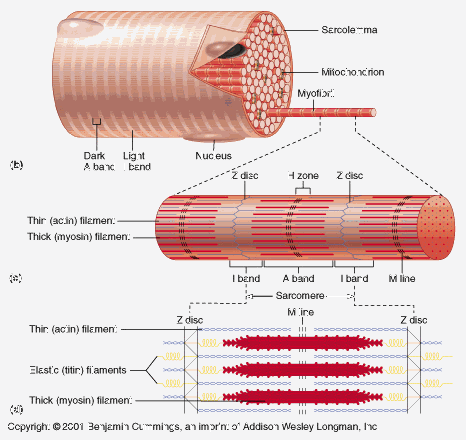 Sarcolemma
Mitochondrion
Myofibril
Dark A band
Light I band
Nucleus
(b)
Z disc
H zone
Z disc
Thin (actin) filament
Thick (myosin) filament
I band
A band
I band
M line
(c)
Sarcomere
M line
Thin (actin) filament
Z disc
Z disc
Elastic (titin) filaments
Thick (myosin) filament
(d)
Copyright © 2001 Benjamin Cummings, an imprint of Addison Wesley Longman, Inc